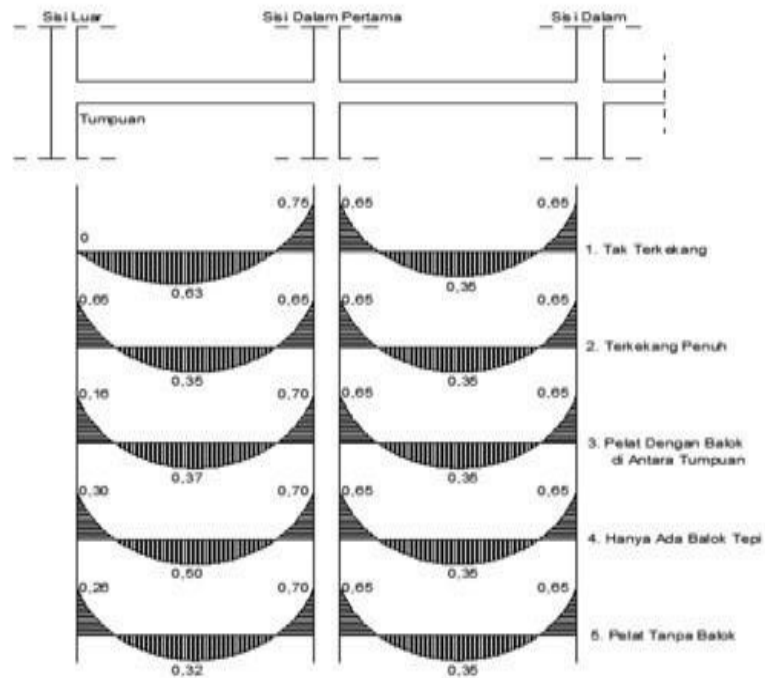 Sisi Luar Sisi Dalam Pertama Sisi Dalam
Tumpuan
0,75 0,65 0,65
0
1. Tak Terkekang
0,63 0,35
0,65 0,65 0,65 0,65
2. Terkekang Penuh
0,35 0,35
0,16 0,70 0,65 0,65
3. Pelat Dengan Balok
di Antara Tumpuan
0,37 0,35
0,30 0,70 0,65 0,65
4. Hanya Ada Balok Tepi
0,50 0,35
0,26 0,70 0,65 0,65
5. Pelat Tanpa Balok
0,32 0,35